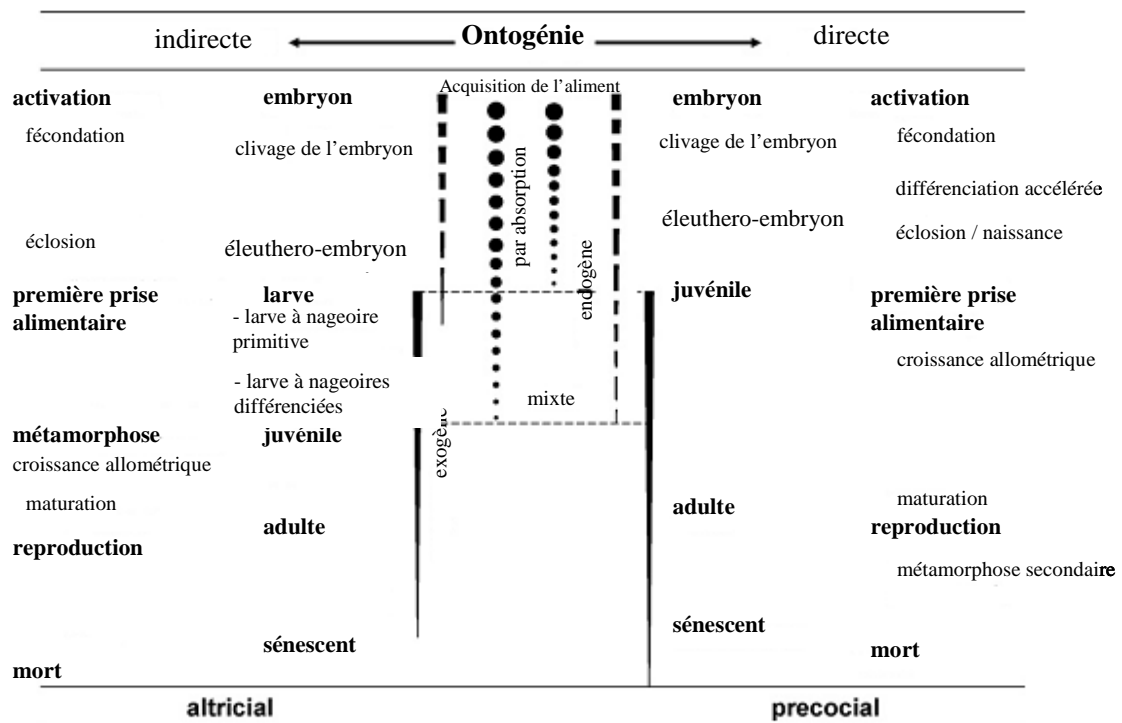 indirecte
Ontogénie
directe
Acquisition de l'aliment
activation
embryon
embryon
activation
fécondation
clivage de l'embryon
clivage de l'embryon
fécondation
par absorption
différenciation accélérée
éclosion
éleuthero-embryon
éleuthero-embryon
éclosion / naissance
endogène
première prise
alimentaire
larve
- larve à nageoire
primitive
- larve à nageoires
différenciées
juvénile
première prise
alimentaire
croissance allométrique
mixte
exogène
métamorphose
juvénile
croissance allométrique
maturation
adulte
adulte
maturation
reproduction
reproduction
métamorphose secondaire
sénescent
sénescent
mort
mort
altricial
precocial